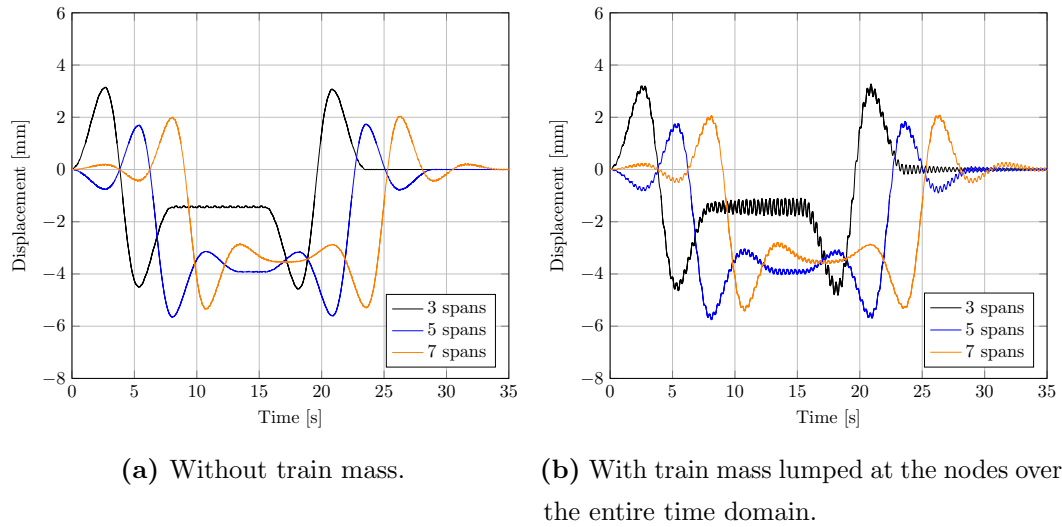 6
4
2
0
−2
−4
−6
−8
0
5
10
15
20
25
30
35
Displacement [mm]
Time [s]
3 spans
5 spans
7 spans
(a) Without train mass.
6
4
2
0
−2
−4
−6
−8
0
5
10
15
20
25
30
35
Displacement [mm]
Time [s]
3 spans
5 spans
7 spans
(b) With train mass lumped at the nodes over
the entire time domain.